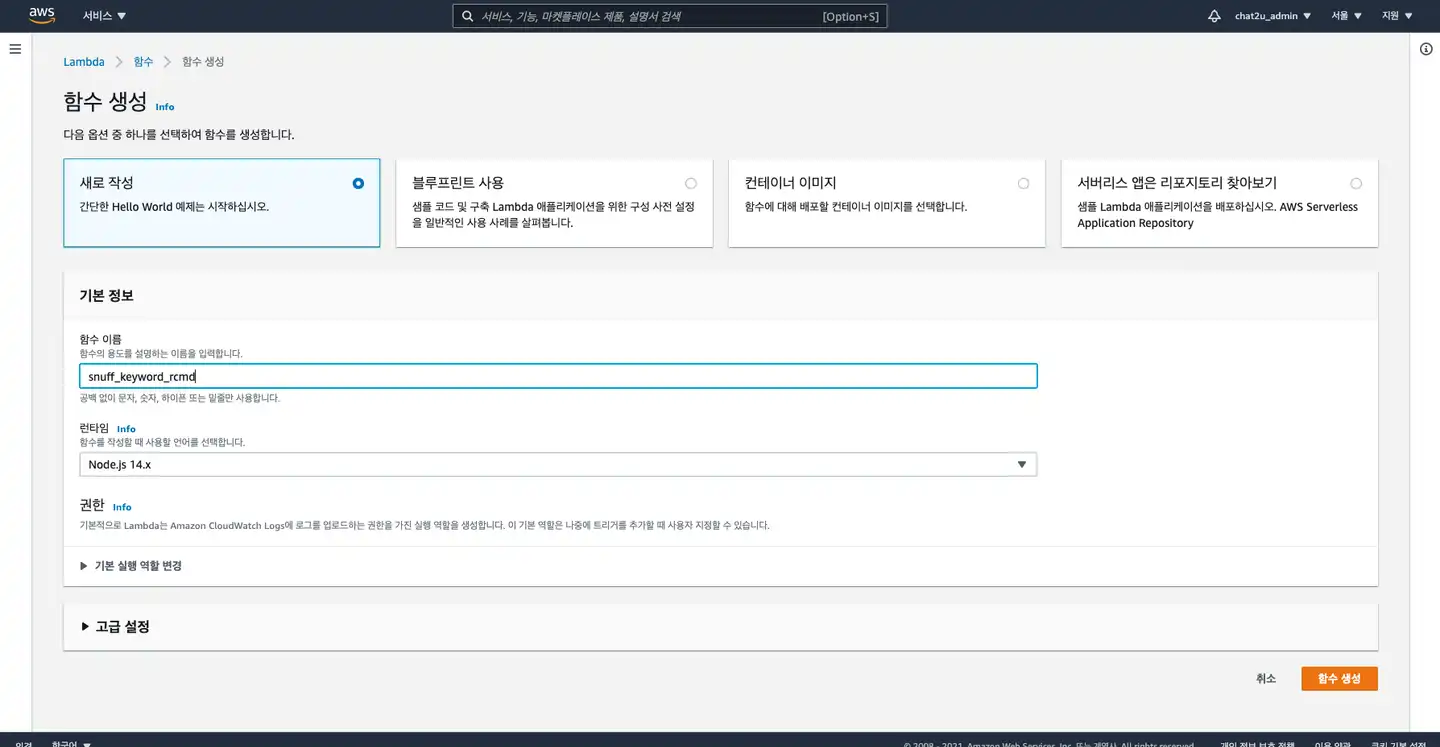 aws 서비스 ▼ 서비스, 기능, 마켓플레이스 제품, 설명서 검색 [Option+S] chat2u_admin ▼ 서울 ▼ 지원 ▼
Lambda > 함수 > 함수 생성
함수 생성 Info
다음 옵션 중 하나를 선택하여 함수를 생성합니다.
새로 작성
간단한 Hello World 예제는 시작하십시오.
블루프린트 사용
샘플 코드 및 구축 Lambda 애플리케이션을 위한 구성 사전 설정
을 일반적인 사용 사례를 살펴봅니다.
컨테이너 이미지
함수에 대해 배포할 컨테이너 이미지를 선택합니다.
서버리스 앱은 리포지토리 찾아보기
샘플 Lambda 애플리케이션을 배포하십시오. AWS Serverless
Application Repository
기본 정보
함수 이름
함수의 용도를 설명하는 이름을 입력합니다.
snuff_keyword_rcmd
공백 없이 문자, 숫자, 하이픈 또는 밑줄만 사용합니다.
런타임 Info
함수를 작성할 때 사용할 언어를 선택합니다.
Node.js 14.x
권한 Info
기본적으로 Lambda는 Amazon CloudWatch Logs에 로그를 업로드하는 권한을 가진 실행 역할을 생성합니다. 이 기본 역할은 나중에 트리거를 추가할 때 사용자 지정할 수 있습니다.
▶ 기본 실행 역할 변경
▶ 고급 설정
취소 함수 생성
의견 한국어 ▼ © 2008 - 2021, Amazon Web Services, Inc. 또는 계열사. All rights reserved. 개인 정보 보호 정책 이용 약관 쿠키 기본 설정